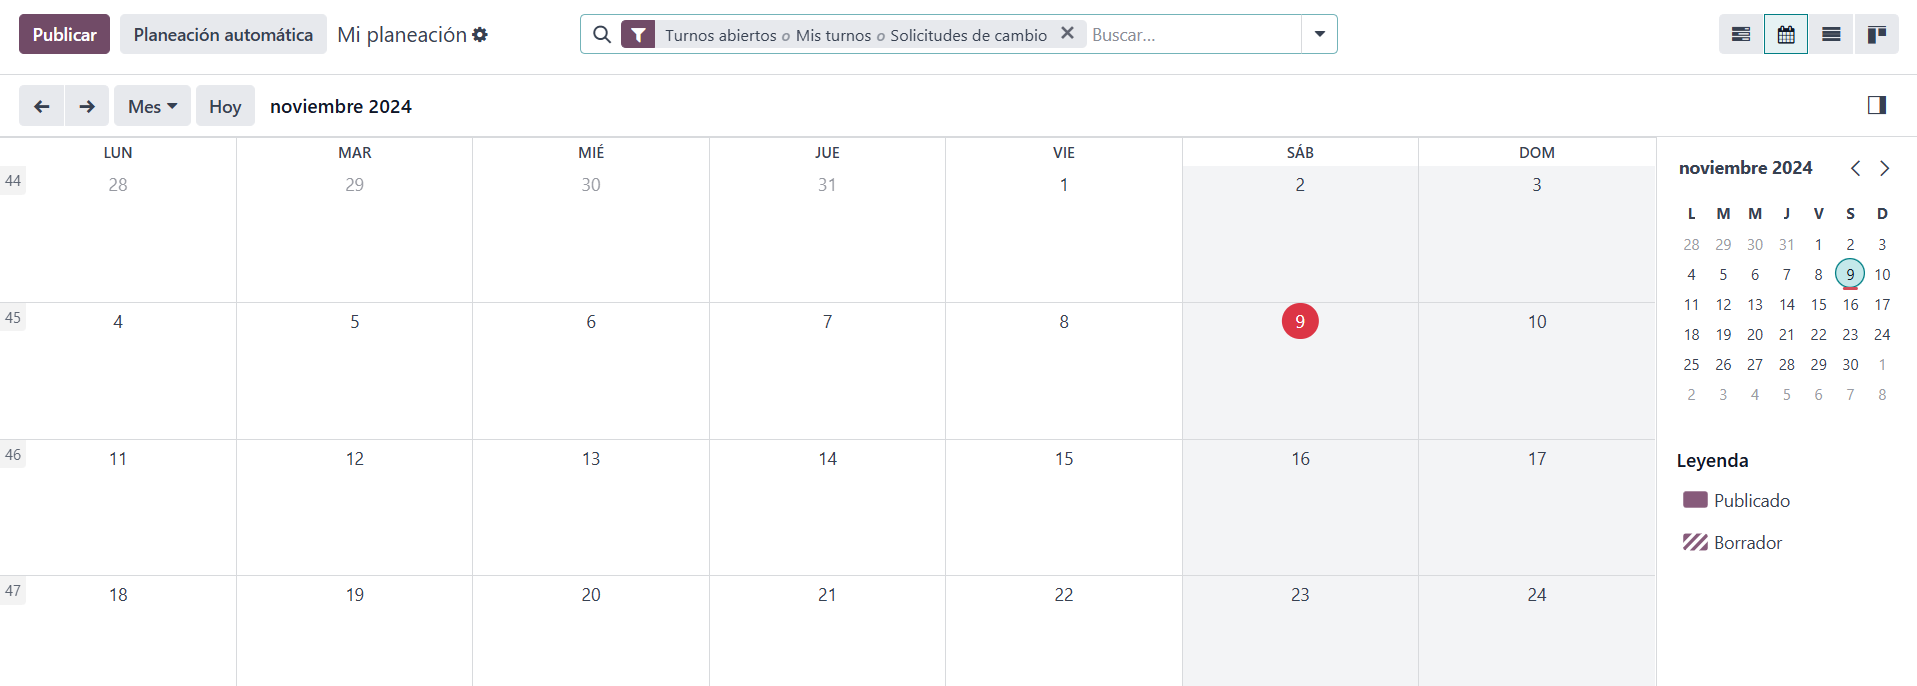 Publicar Planeación automática Mi planeación Turnos abiertos o Mis turnos o Solicitudes de cambio Buscar...
Mes Hoy noviembre 2024
LUN MAR MIÉ JUE VIE SÁB DOM
44 28 29 30 31 1 2 3
45 4 5 6 7 8 9 10
46 11 12 13 14 15 16 17
47 18 19 20 21 22 23 24
noviembre 2024
L M M J V S D
28 29 30 31 1 2 3
4 5 6 7 8 9 10
11 12 13 14 15 16 17
18 19 20 21 22 23 24
25 26 27 28 29 30 1
2 3 4 5 6 7 8
Leyenda
Publicado
Borrador